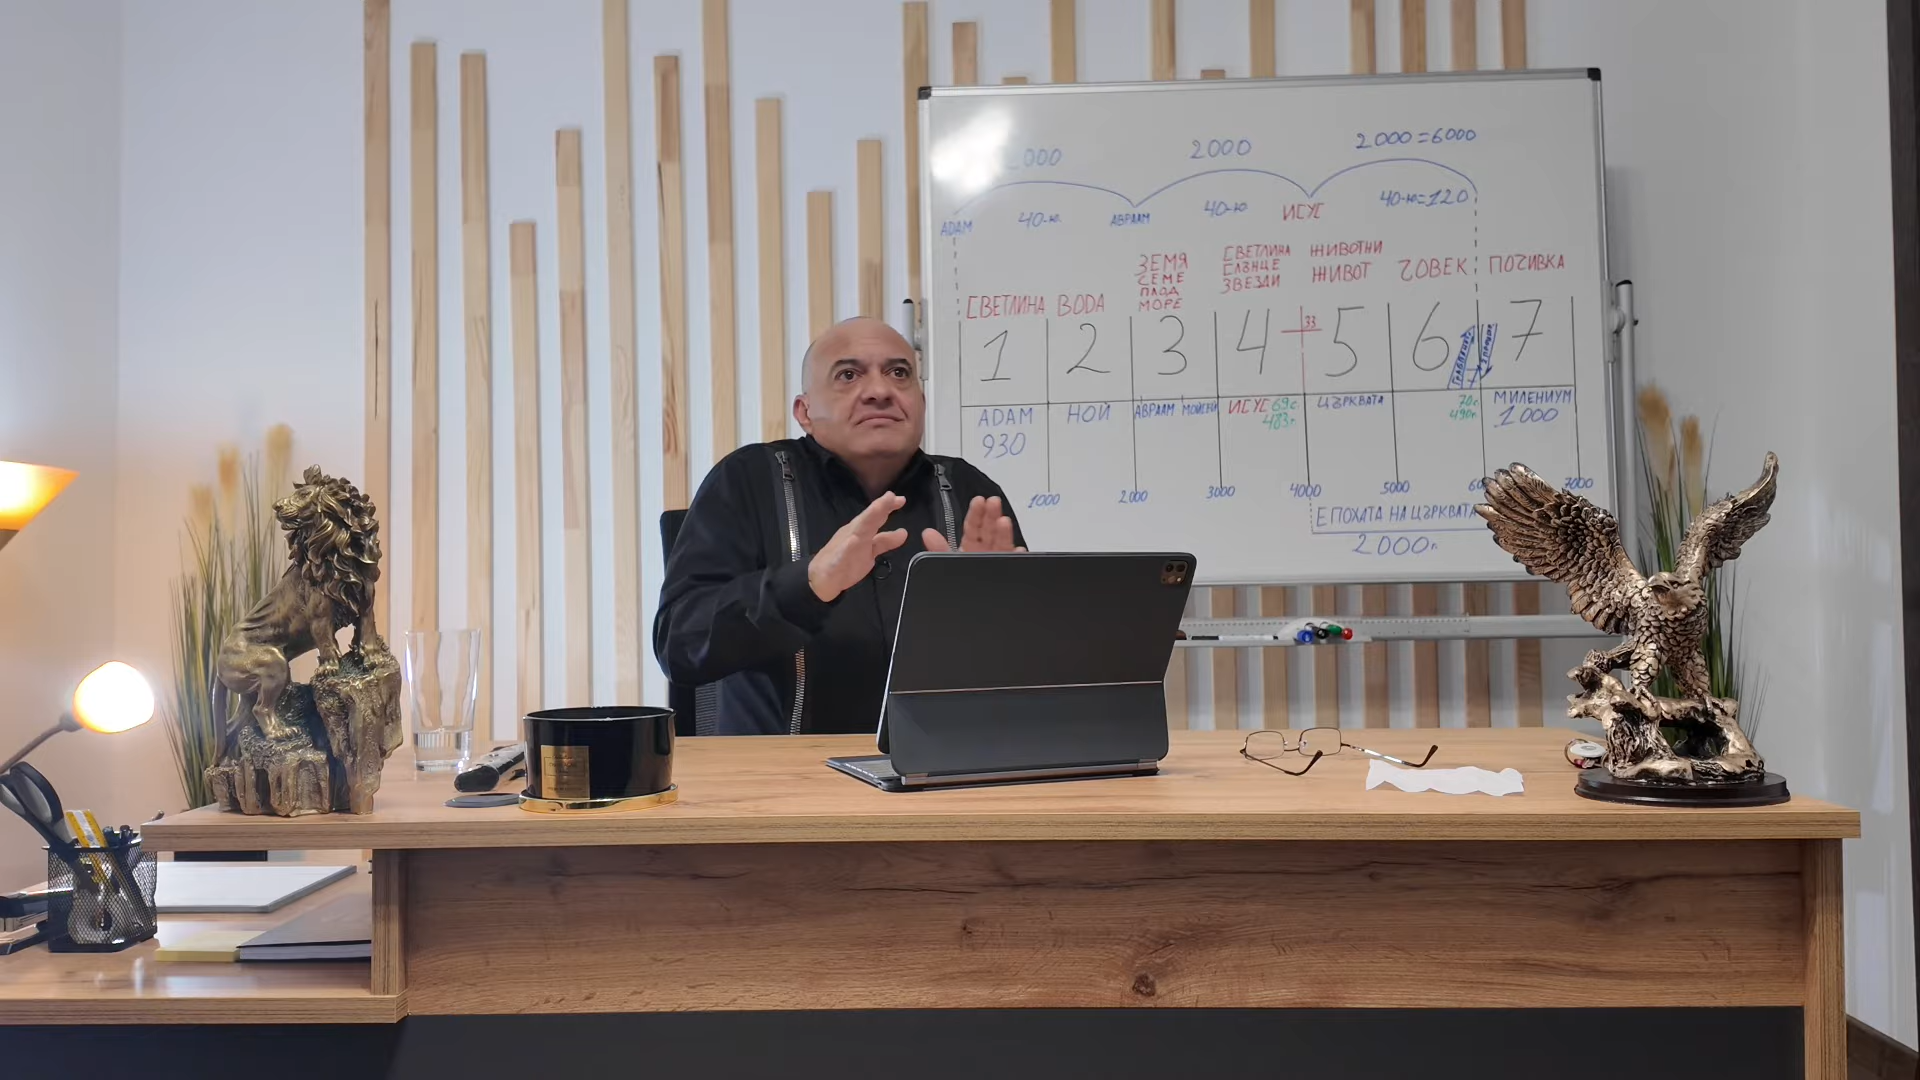 2000 2000=6000
40-ю. 40-ю 40-ю=120
ADAM АВРААМ ИСУС
СВЕТЛИНА
ВОDА
ЗЕМЯ
СЕМЕ
ПЛОД
МОРЕ
СВЕТЛИНА
СЛЪНЦЕ
ЗВЕЗДИ
ЖИВОТНИ
ЖИВОТ
ЧОВЕК
ПОЧИВКА
1 2 3 4 33 5 6 7
ADAM
930
НОЙ
АВРААМ МОЙСЕЙ
ИСУС 69с.
483г.
ЦЪРКВАТА
70с.
490г.
МИЛЕНИУМ
1000
1000 2000 3000 4000 5000 7000
ЕПОХАТА НА ЦЪРКВАТА
2000г.